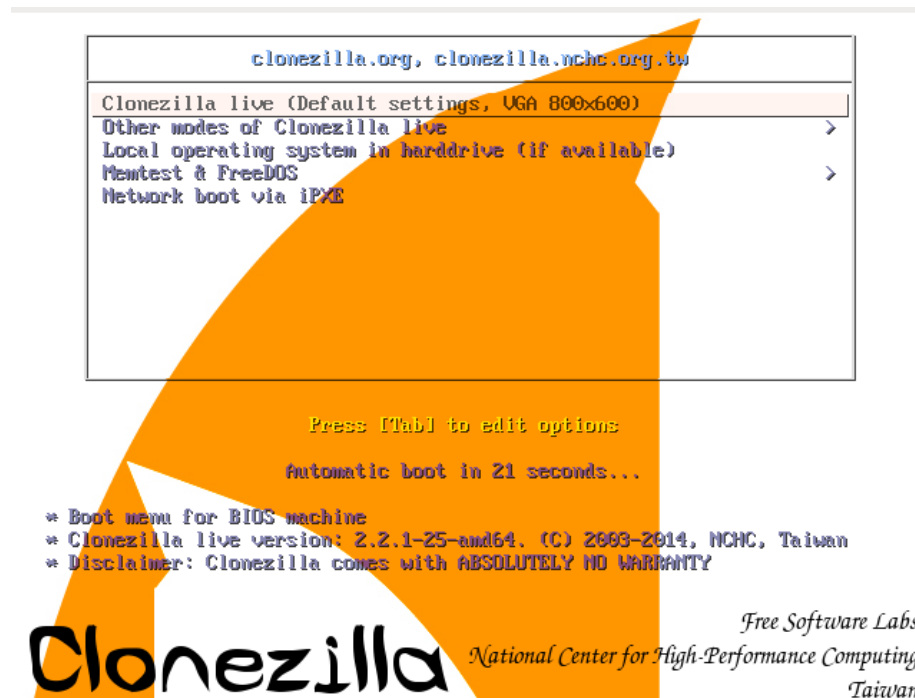 clonezilla.org, clonezilla.nchc.org.tw
Clonezilla live (Default settings, VGA 800x600)
Other modes of Clonezilla live >
Local operating system in harddrive (if available)
Memtest & FreeDOS >
Network boot via iPXE
Press [Tab] to edit options
Automatic boot in 21 seconds...
* Boot menu for BIOS machine
* Clonezilla live version: 2.2.1-25-amd64. (C) 2003-2014, NCHC, Taiwan
* Disclaimer: Clonezilla comes with ABSOLUTELY NO WARRANTY
Free Software Labs
Clonezilla National Center for High-Performance Computing
Taiwan